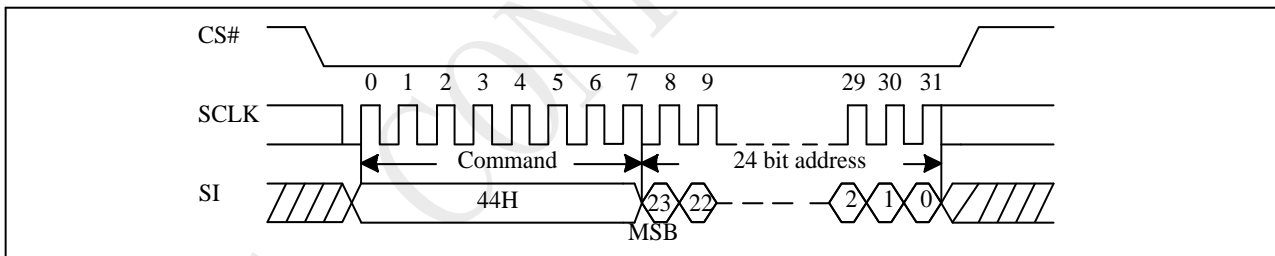 CS#
0 1 2 3 4 5 6 7 8 9 29 30 31
SCLK
Command 24 bit address
SI 44H 23 22 2 1 0
MSB